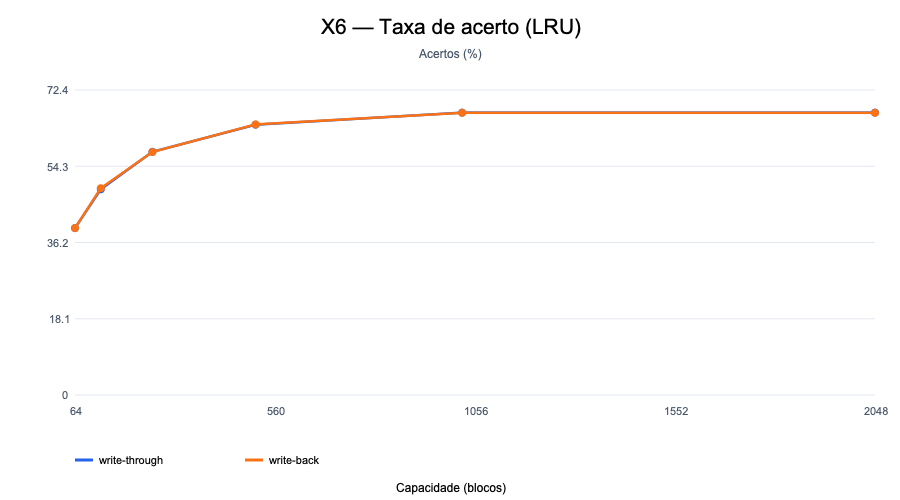 X6 — Taxa de acerto (LRU)
Acertos (%)
72.4
54.3
36.2
18.1
0
64 560 1056 1552 2048
write-through write-back
Capacidade (blocos)